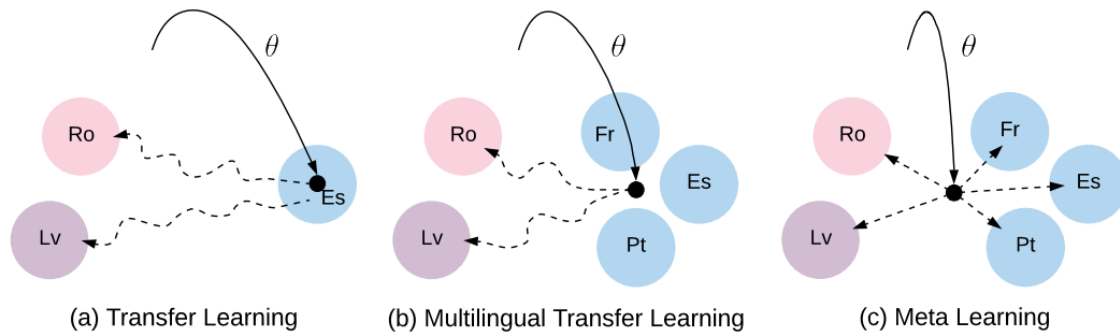 θ
Ro
Es
Lv
(a) Transfer Learning
θ
Fr
Ro
Es
Lv
Pt
(b) Multilingual Transfer Learning
θ
Fr
Ro
Es
Lv
Pt
(c) Meta Learning